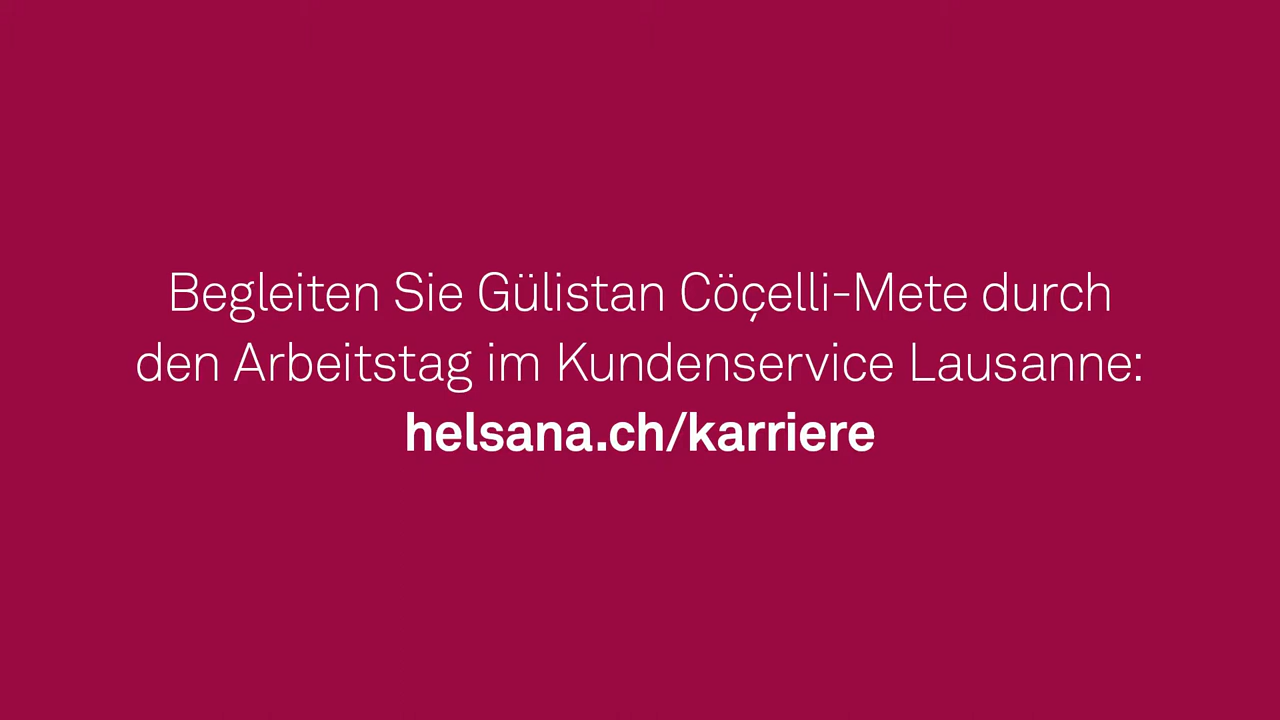 Begleiten Sie Gülistan Cöçelli-Mete durch
den Arbeitstag im Kundenservice Lausanne:
helsana.ch/karriere